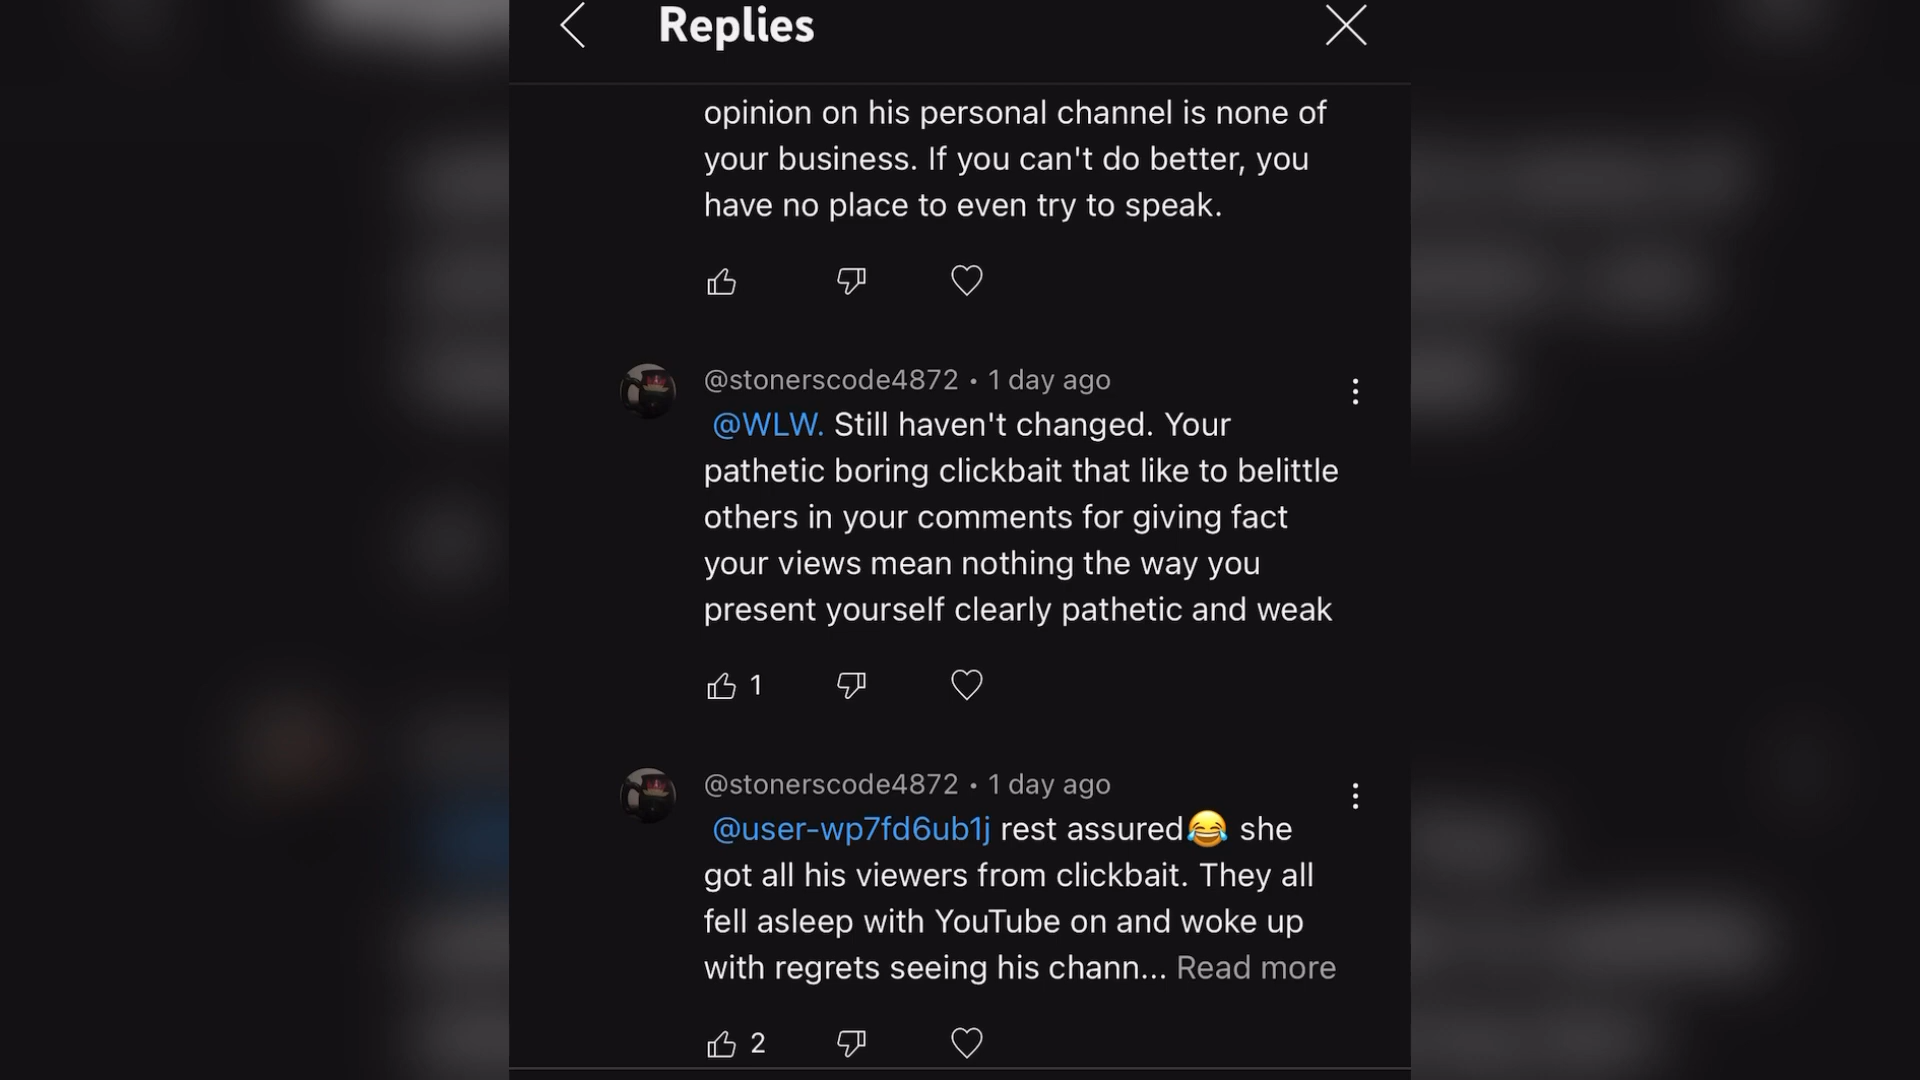 Replies
opinion on his personal channel is none of
your business. If you can't do better, you
have no place to even try to speak.
@stonerscode4872 • 1 day ago
@WLW. Still haven't changed. Your
pathetic boring clickbait that like to belittle
others in your comments for giving fact
your views mean nothing the way you
present yourself clearly pathetic and weak
1
@stonerscode4872 • 1 day ago
@user-wp7fd6ub1j rest assured😂 she
got all his viewers from clickbait. They all
fell asleep with YouTube on and woke up
with regrets seeing his chann... Read more
2